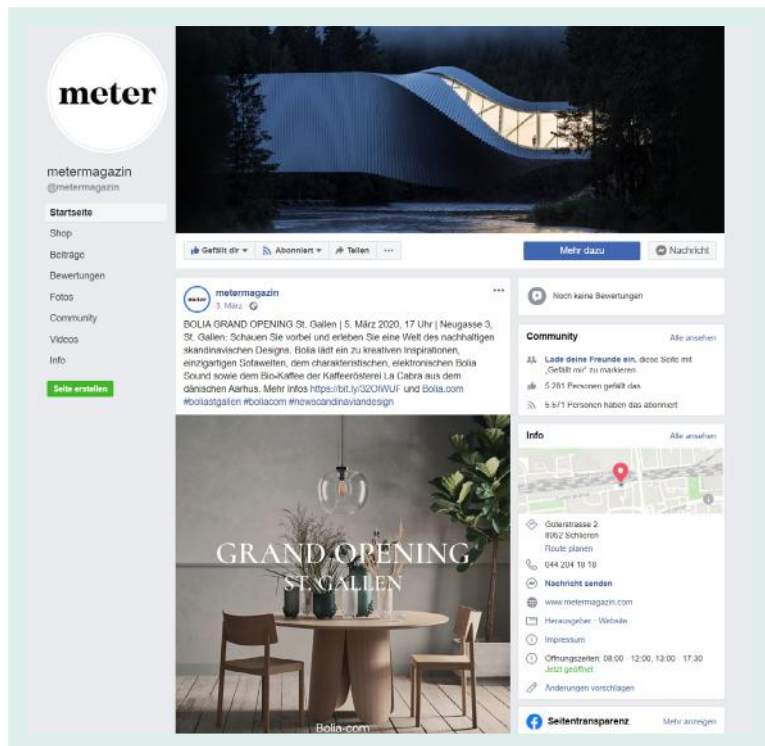 meter
metermagazin
@metermagazin
Startseite
Shop
Beiträge
Bewertungen
Fotos
Community
Videos
Info
Seite erstellen
Gefällt dir
Abonniert
Teilen
Mehr dazu
Nachricht
meter
metermagazin
3. März
BOLIA GRAND OPENING St. Gallen | 5. März 2020, 17 Uhr | Neugasse 3,
St. Gallen: Schauen Sie vorbei und erleben Sie eine Welt des nachhaltigen
skandinavischen Designs. Bolia lädt ein zu kreativen Inspirationen,
einzigartigen Sofawelten, dem charakteristischen, elektronischen Bolia
Sound sowie dem Bio-Kaffee der Kaffeerösterei La Cabra aus dem
dänischen Aarhus. Mehr Infos https://bit.ly/32OIWUF und Bolia.com
#boliastgallen #boliacom #newscandinaviandesign
GRAND OPENING
ST. GALLEN
Bolia.com
Noch keine Bewertungen
Community
Alle ansehen
Lade deine Freunde ein, diese Seite mit
„Gefällt mir“ zu markieren
5.281 Personen gefällt das
5.571 Personen haben das abonniert
Info
Alle ansehen
Güterstrasse 2
8952 Schlieren
Route planen
044 204 18 18
Nachricht senden
www.metermagazin.com
Herausgeber · Website
Impressum
Öffnungszeiten: 08:00 - 12:00, 13:00 - 17:30
Jetzt geöffnet
Änderungen vorschlagen
Seitentransparenz
Mehr anzeigen